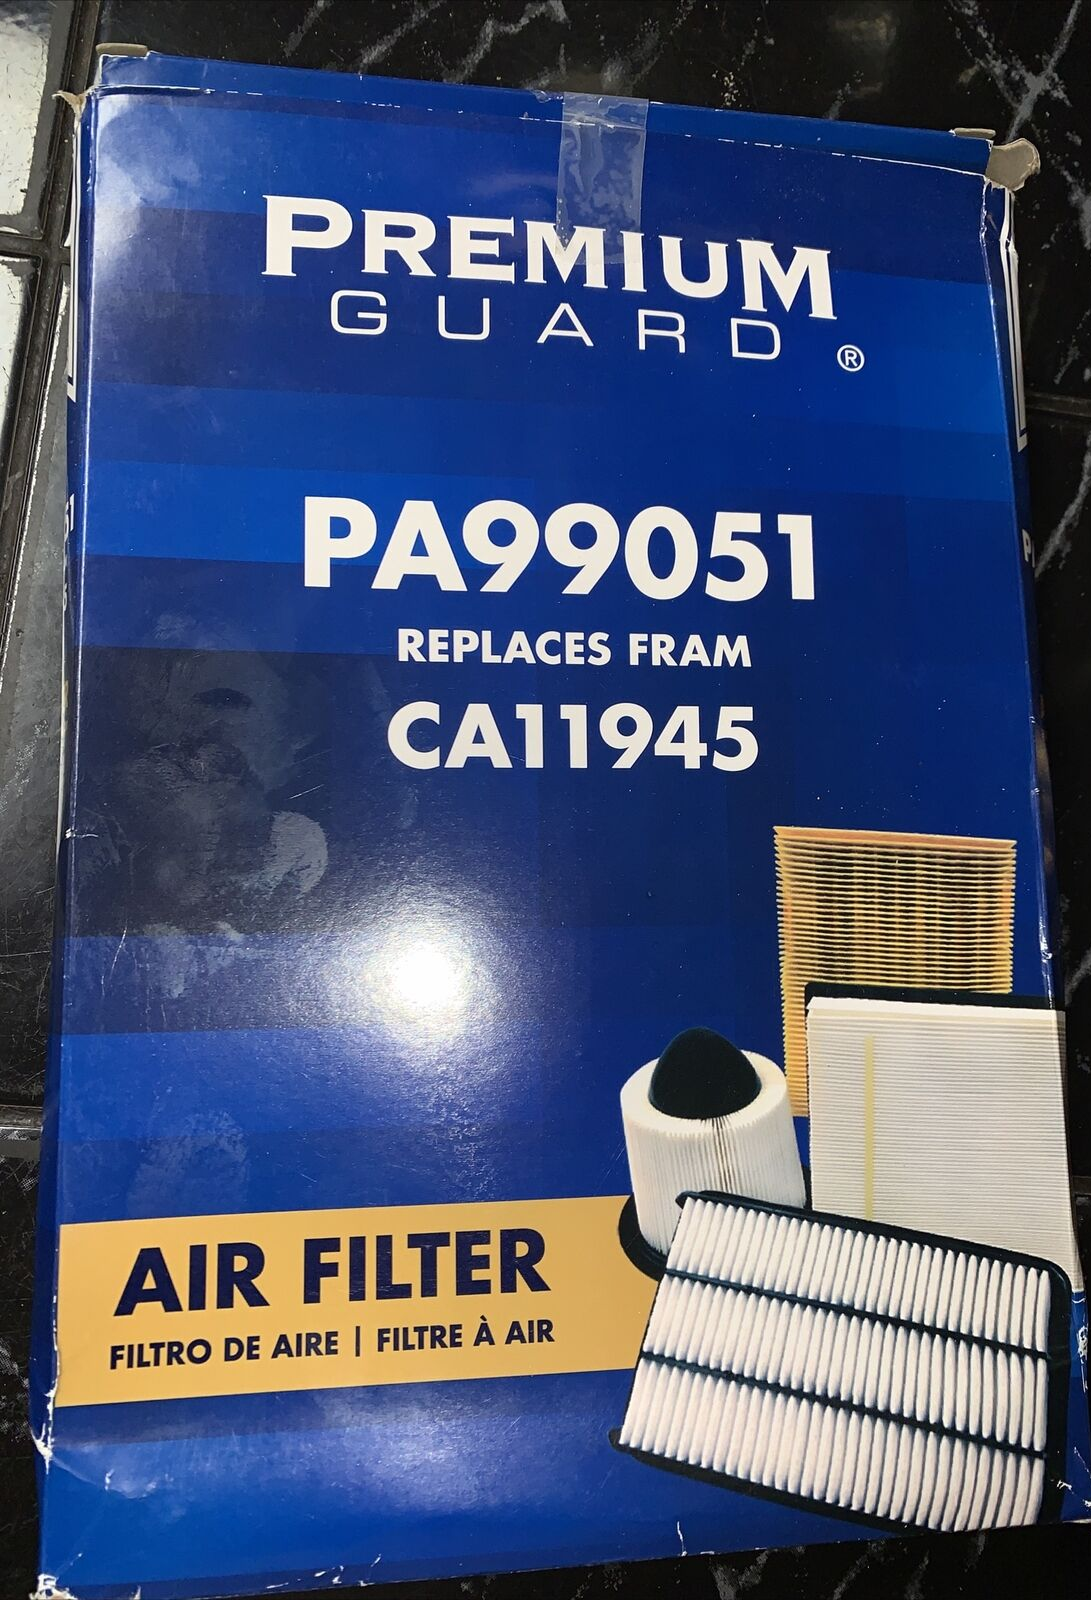 PREMIUM
GUARD ®
PA99051
REPLACES FRAM
CA11945
AIR FILTER
FILTRO DE AIRE | FILTRE À AIR